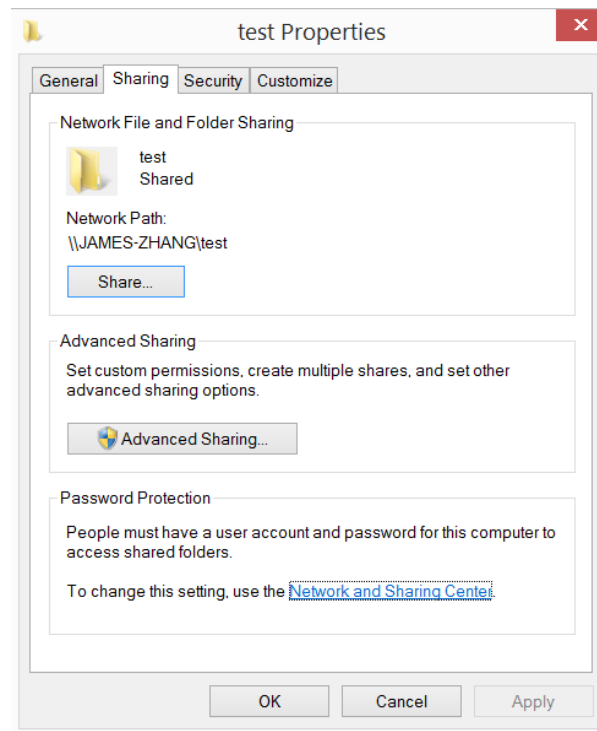 test Properties
General Sharing Security Customize
Network File and Folder Sharing
test
Shared
Network Path:
\\JAMES-ZHANG\test
Share...
Advanced Sharing
Set custom permissions, create multiple shares, and set other
advanced sharing options.
Advanced Sharing...
Password Protection
People must have a user account and password for this computer to
access shared folders.
To change this setting, use the Network and Sharing Center.
OK Cancel Apply